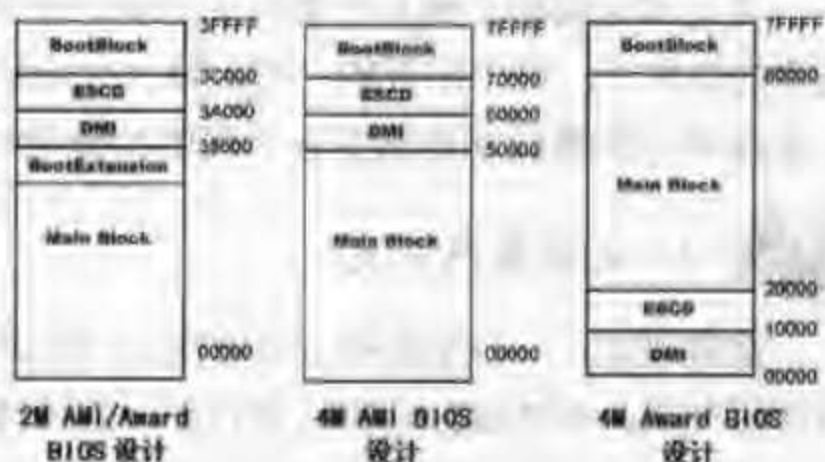 BootBlock
3FFFF
3C000
ESCD
3A000
DMI
BootExtension
Main Block
00000
2M AMI/Award
BIOS 设计
BootBlock
7FFFF
70000
ESCD
60000
DMI
50000
Main Block
00000
4M AMI BIOS
设计
BootBlock
7FFFF
Main Block
20000
ESCD
10000
DMI
00000
4M Award BIOS
设计